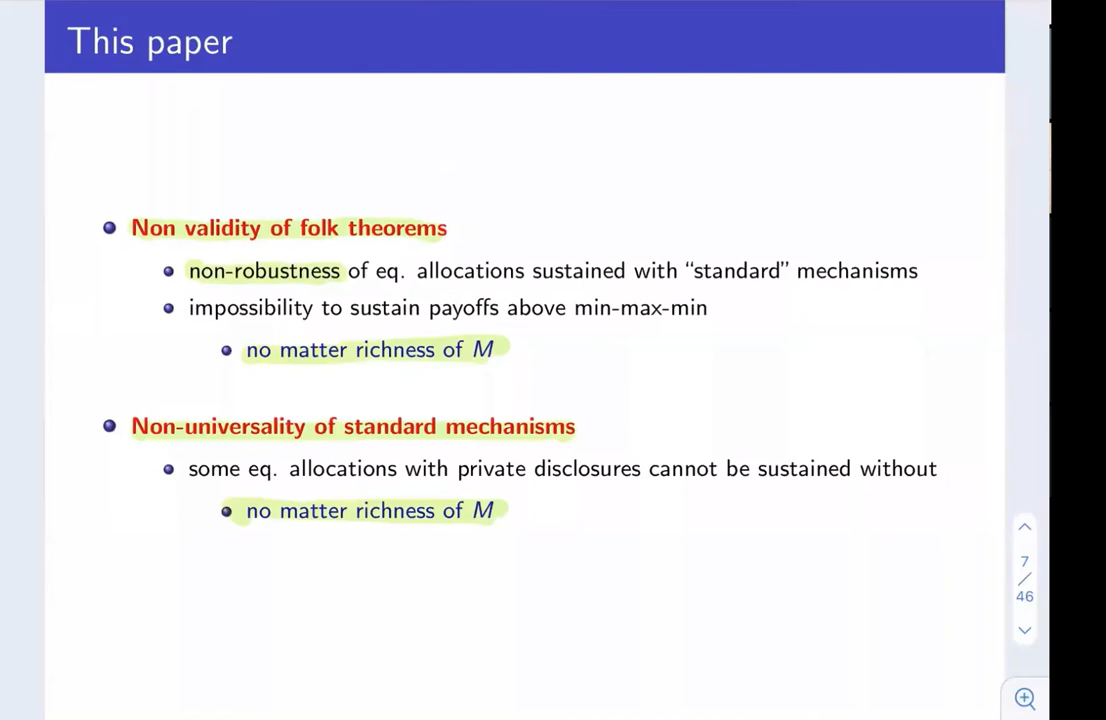 This paper
Non validity of folk theorems
non-robustness of eq. allocations sustained with “standard” mechanisms
impossibility to sustain payoffs above min-max-min
no matter richness of M
Non-universality of standard mechanisms
some eq. allocations with private disclosures cannot be sustained without
no matter richness of M
7
/
46